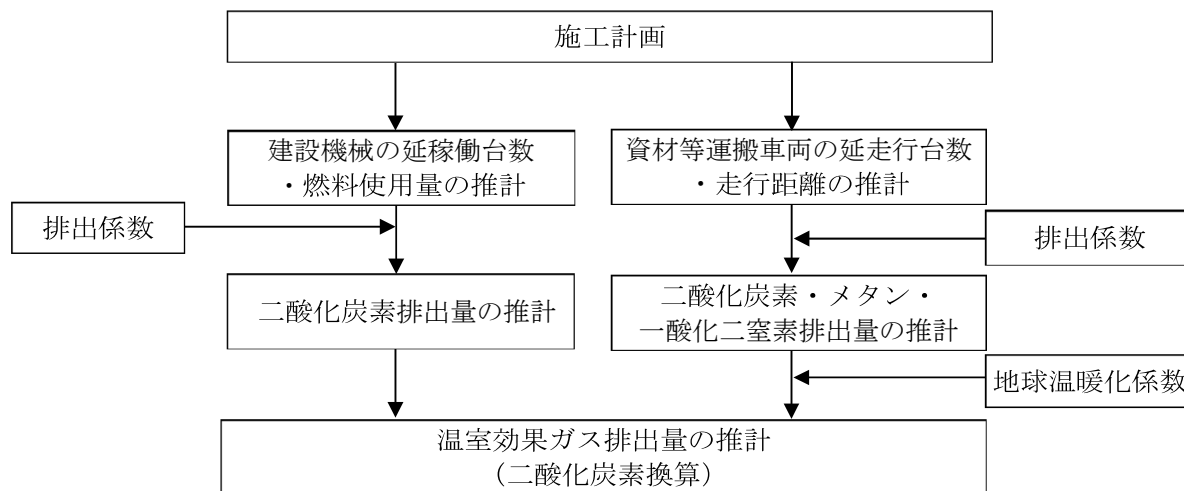 施工計画
建設機械の延稼働台数
・燃料使用量の推計
資材等運搬車両の延走行台数
・走行距離の推計
排出係数
排出係数
二酸化炭素排出量の推計
二酸化炭素・メタン・
一酸化二窒素排出量の推計
地球温暖化係数
温室効果ガス排出量の推計
（二酸化炭素換算）